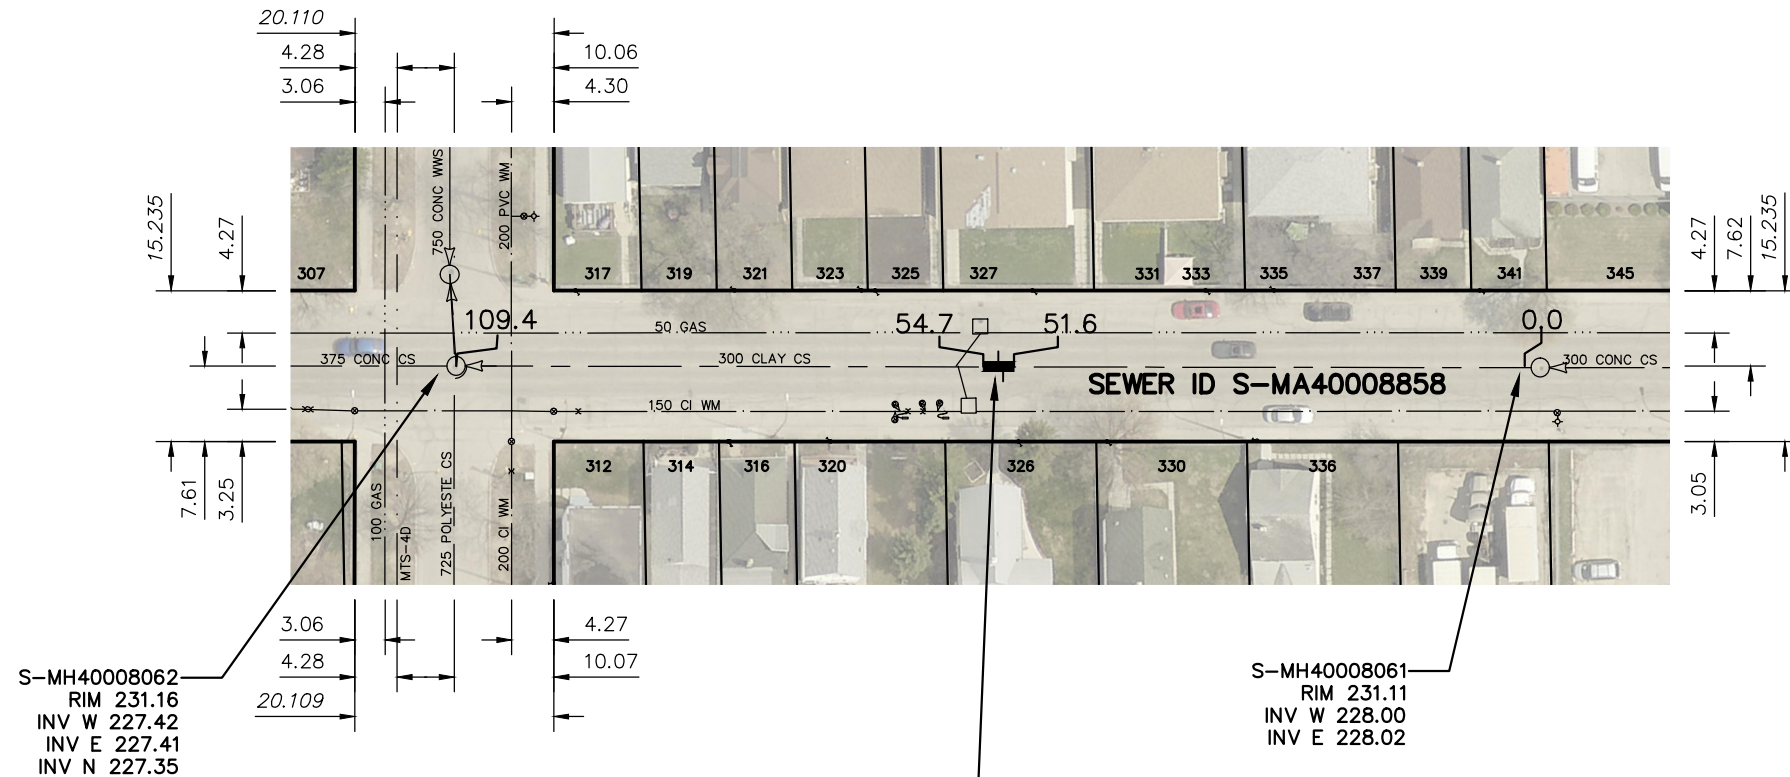 20.110
4.28
10.06
3.06
4.30
750 CONC WWS
200 PVC WM
15.235
4.27
4.27
7.62
15.235
307
317
319
321
323
325
327
331
333
335
337
339
341
345
109.4
50 GAS
54.7
51.6
0.0
375 CONC CS
300 CLAY CS
300 CONC CS
SEWER ID S-MA40008858
150 CI WM
7.61
3.25
3.05
312
314
316
320
326
330
336
100 GAS
MTS-4D
725 POLYESTE CS
200 CI WM
3.06
4.27
4.28
10.07
20.109
S-MH40008062
RIM 231.16
INV W 227.42
INV E 227.41
INV N 227.35
S-MH40008061
RIM 231.11
INV W 228.00
INV E 228.02